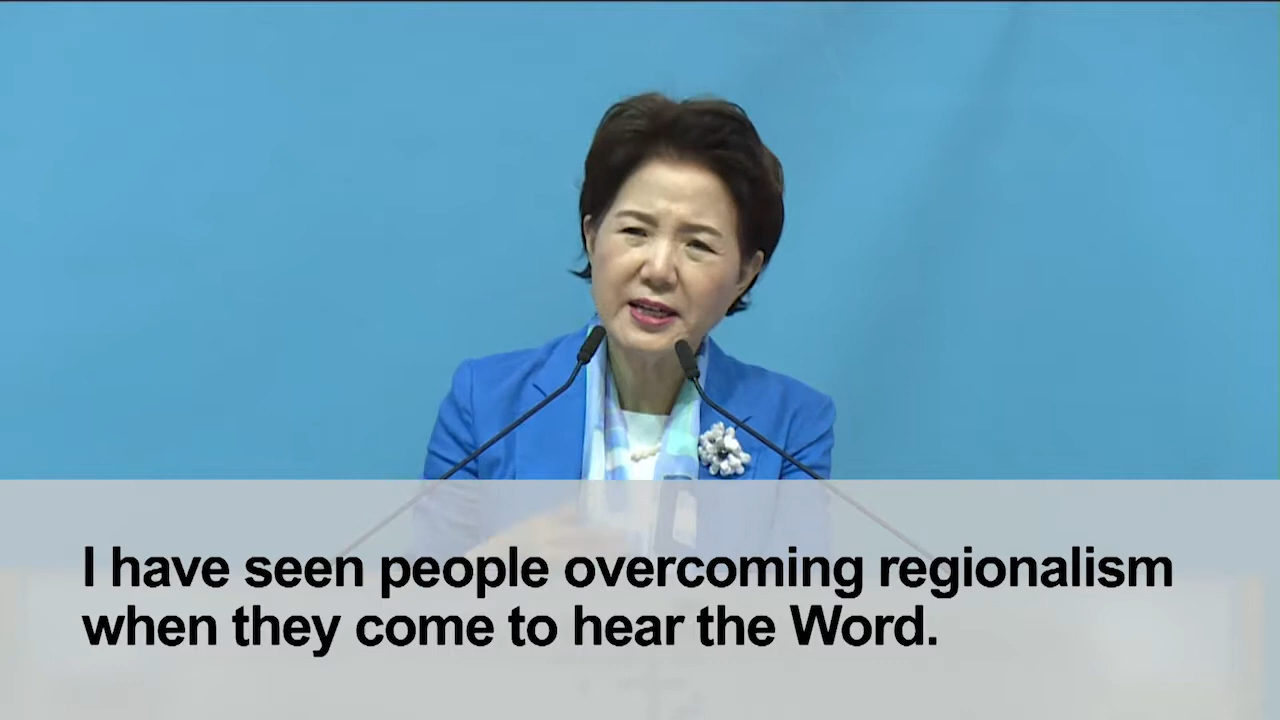 I have seen people overcoming regionalism
when they come to hear the Word.